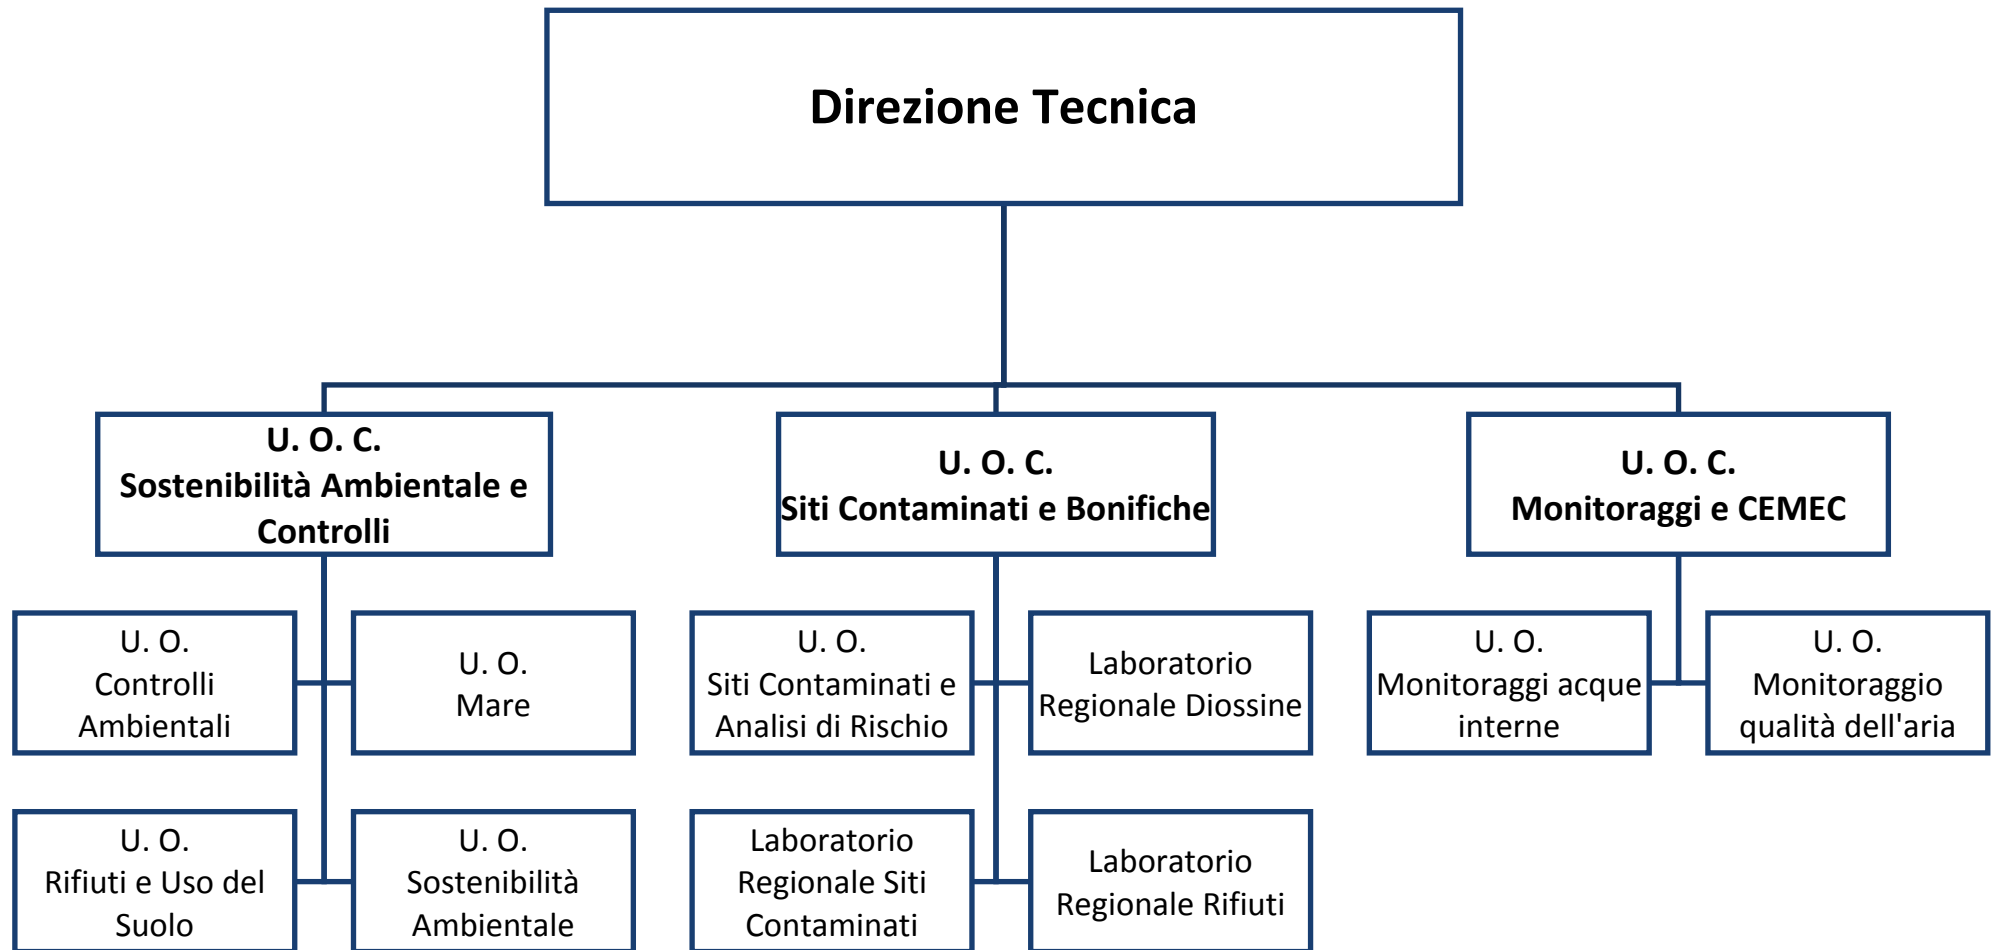 Direzione Tecnica
U. O. C.
Sostenibilità Ambientale e
Controlli
U. O. C.
Siti Contaminati e Bonifiche
U. O. C.
Monitoraggi e CEMEC
U. O.
Controlli
Ambientali
U. O.
Mare
U. O.
Siti Contaminati e
Analisi di Rischio
Laboratorio
Regionale Diossine
U. O.
Monitoraggi acque
interne
U. O.
Monitoraggio
qualità dell'aria
U. O.
Rifiuti e Uso del
Suolo
U. O.
Sostenibilità
Ambientale
Laboratorio
Regionale Siti
Contaminati
Laboratorio
Regionale Rifiuti